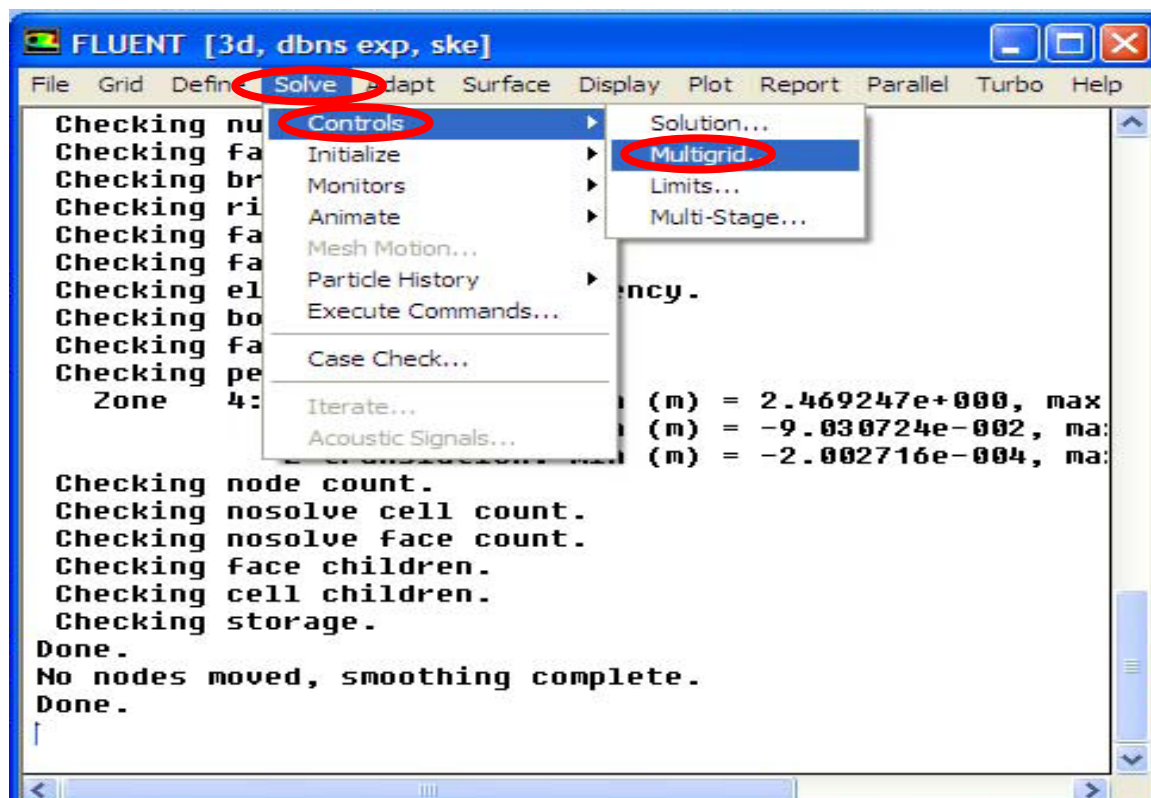 FLUENT [3d, dbns exp, ske]
File Grid Define Solve Adapt Surface Display Plot Report Parallel Turbo Help
Checking nu
Checking fa
Checking br
Checking ri
Checking fa
Checking fa
Checking el
Checking bo
Checking fa
Checking pe
Controls
Initialize
Monitors
Animate
Mesh Motion...
Particle History
Execute Commands...
Case Check...
Iterate...
Acoustic Signals...
Solution...
Multigrid.
Limits...
Multi-Stage...
ency.
Zone 4: (m) = 2.469247e+000, max
(m) = -9.030724e-002, ma
(m) = -2.002716e-004, ma
Checking node count.
Checking nosolve cell count.
Checking nosolve face count.
Checking face children.
Checking cell children.
Checking storage.
Done.
No nodes moved, smoothing complete.
Done.